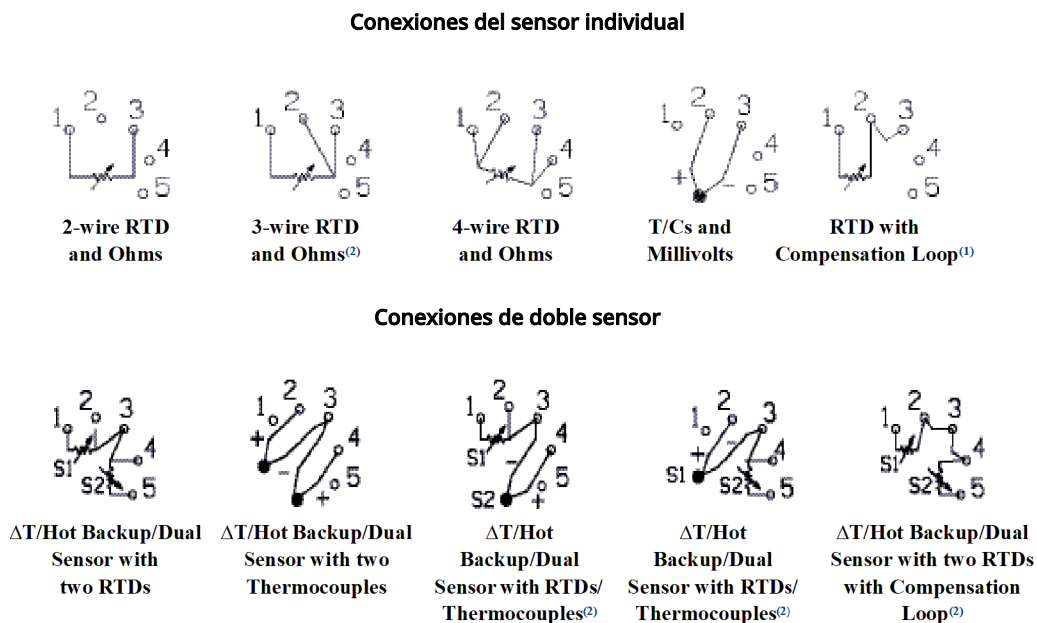 Conexiones del sensor individual
1 2 3 4 5
1 2 3 4 5
1 2 3 4 5
1 2 3 4 5 + -
1 2 3 4 5
2-wire RTD
and Ohms
3-wire RTD
and Ohms(2)
4-wire RTD
and Ohms
T/Cs and
Millivolts
RTD with
Compensation Loop(1)
Conexiones de doble sensor
1 2 3 4 5 S1 S2
1 2 3 4 5 + - +
1 2 3 4 5 S1 - S2 +
1 2 3 4 5 + - S1 S2
1 2 3 4 5 S1 S2
ΔT/Hot Backup/Dual
Sensor with
two RTDs
ΔT/Hot Backup/Dual
Sensor with two
Thermocouples
ΔT/Hot
Backup/Dual
Sensor with RTDs/
Thermocouples(2)
ΔT/Hot
Backup/Dual
Sensor with RTDs/
Thermocouples(2)
ΔT/Hot Backup/Dual
Sensor with two RTDs
with Compensation
Loop(2)